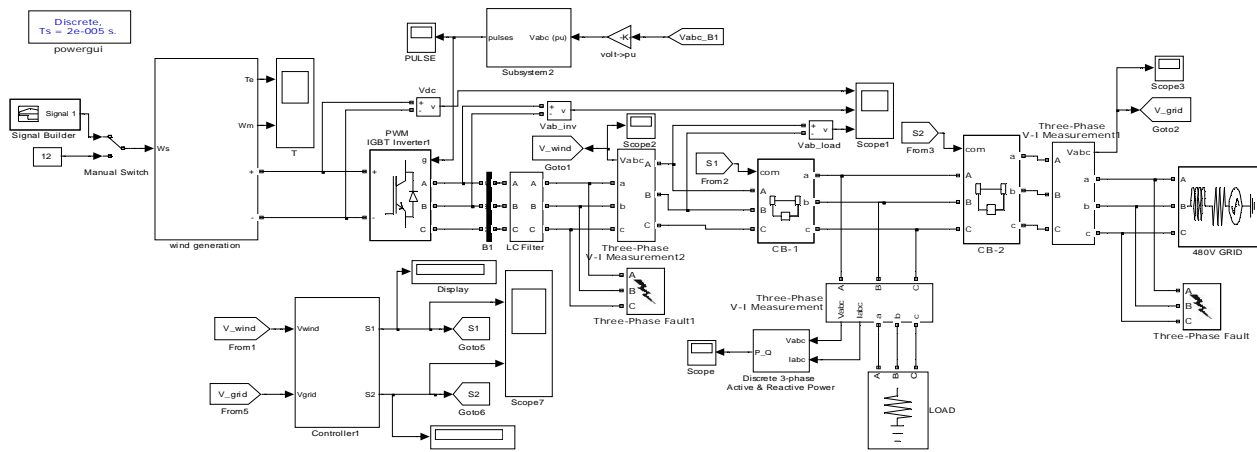 Discrete,
Ts = 2e-005 s.
powergui
Signal 1
Signal Builder
12
Manual Switch
Ws
Te
Wm
+
-
wind generation
T
PULSE
pulses
Vabc (pu)
Subsystem2
-K-
volt->pu
Vabc_B1
Vdc
+
-
v
PWM
IGBT Inverter1
g
+
-
A
B
C
B1
A
B
C
A
B
C
LC Filter
+
-
v
Vab_inv
V_wind
Goto1
Scope2
Vabc
A
a
B
b
C
c
Three-Phase
V-I Measurement2
A
B
C
Three-Phase Fault1
+
-
v
Vab_load
Scope1
S1
From2
com
A
B
C
a
b
c
CB-1
S2
From3
com
A
B
C
a
b
c
CB-2
Three-Phase
V-I Measurement1
Vabc
A
a
B
b
C
c
Scope3
V_grid
Goto2
A
B
C
480V GRID
A
B
C
Three-Phase Fault
Three-Phase
V-I Measurement
A
B
C
Vabc
Iabc
a
b
c
Scope
P_Q
Vabc
Iabc
Discrete 3-phase
Active & Reactive Power
A
B
C
LOAD
V_wind
From1
V_grid
From5
Vwind
Vgrid
S1
S2
Controller1
Display
S1
Goto5
S2
Goto6
Scope7